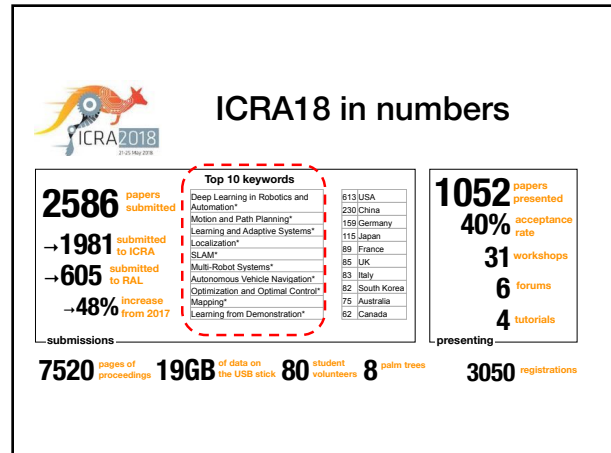 ICRA18 in numbers
ICRA2018
21-25 May 2018
2586 papers submitted
→1981 submitted to ICRA
→605 submitted to RAL
→48% increase from 2017
submissions
Top 10 keywords
Deep Learning in Robotics and
Automation*
Motion and Path Planning*
Learning and Adaptive Systems*
Localization*
SLAM*
Multi-Robot Systems*
Autonomous Vehicle Navigation*
Optimization and Optimal Control*
Mapping*
Learning from Demonstration*
613 USA
230 China
159 Germany
115 Japan
89 France
85 UK
83 Italy
82 South Korea
75 Australia
62 Canada
1052 papers presented
40% acceptance rate
31 workshops
6 forums
4 tutorials
presenting
7520 pages of proceedings
19GB of data on the USB stick
80 student volunteers
8 palm trees
3050 registrations